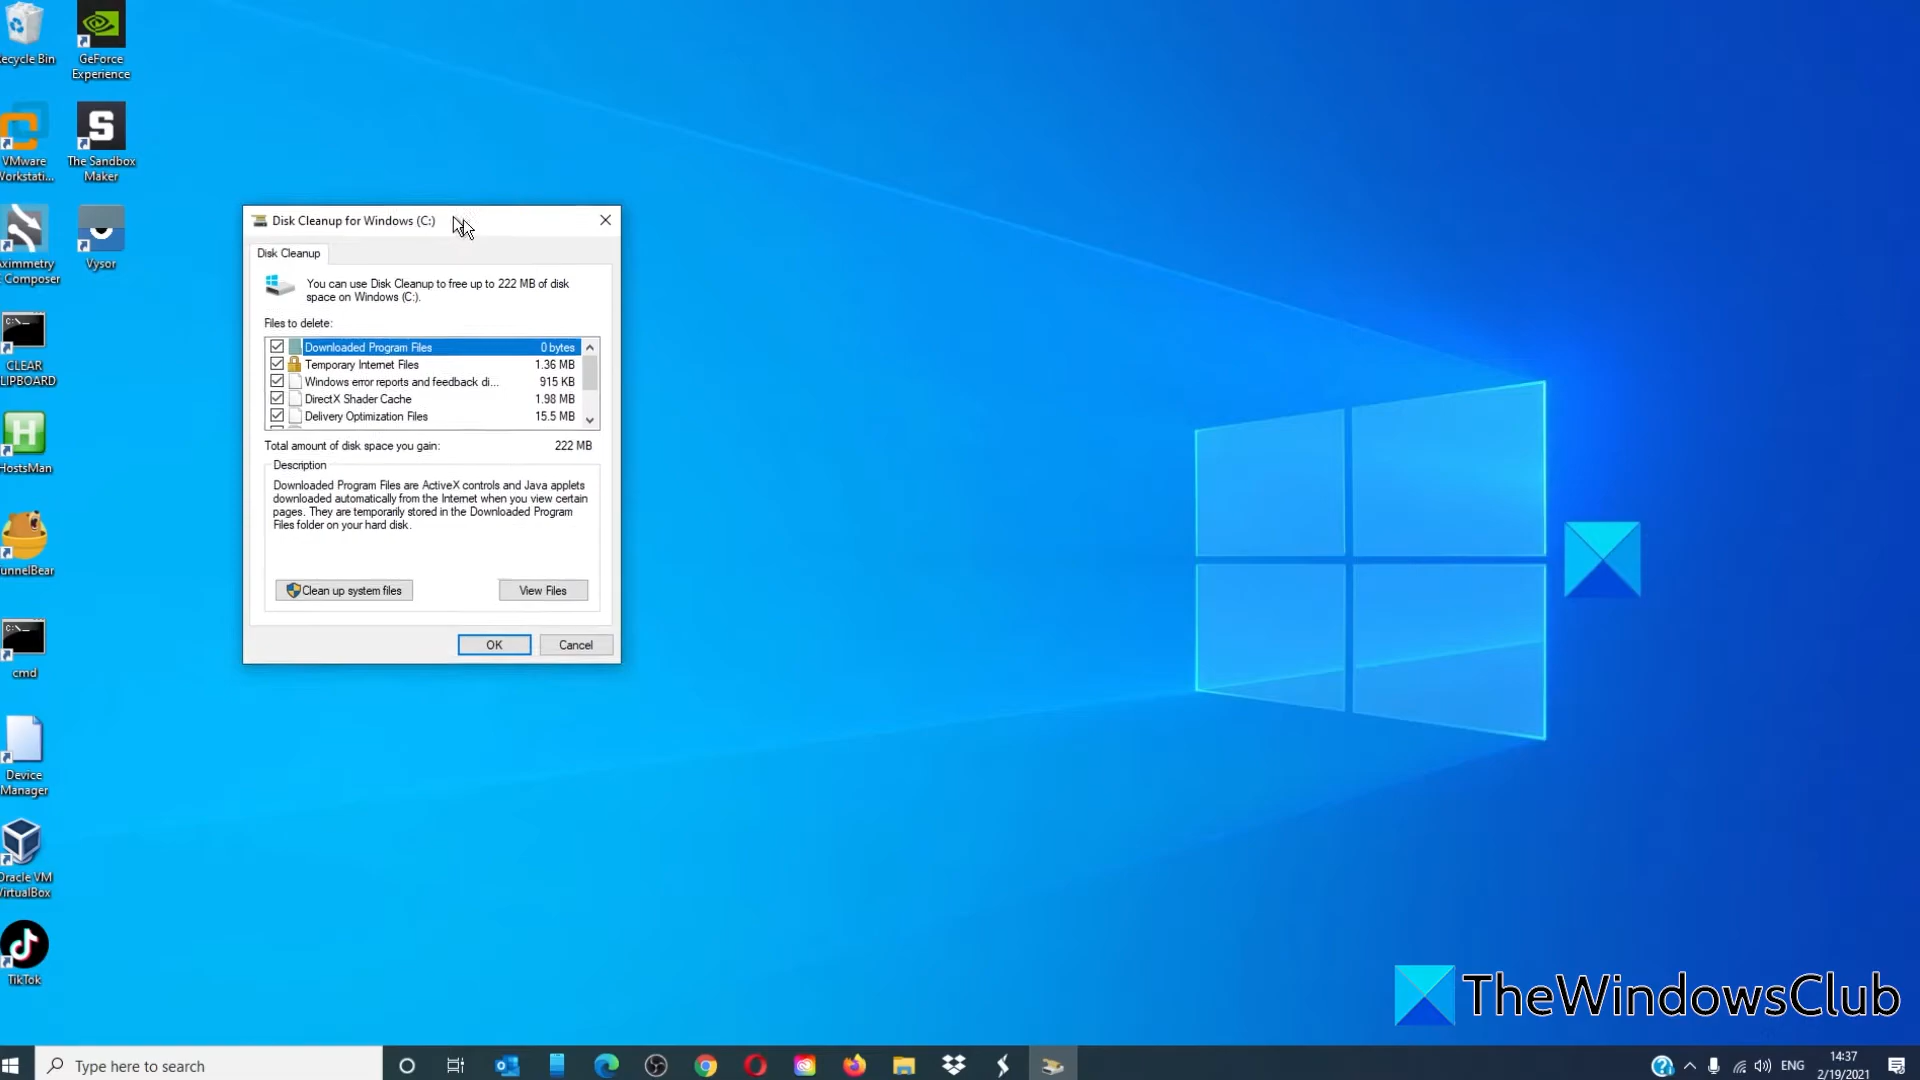 ecycle Bin
GeForce
Experience
VMware
Workstati...
The Sandbox
Maker
Aximmetry
Composer
Vysor
CLEAR
CLIPBOARD
HostsMan
TunnelBear
cmd
Device
Manager
Oracle VM
VirtualBox
TikTok
Disk Cleanup for Windows (C:)
Disk Cleanup
You can use Disk Cleanup to free up to 222 MB of disk
space on Windows (C:).
Files to delete:
Downloaded Program Files 0 bytes
Temporary Internet Files 1.36 MB
Windows error reports and feedback di... 915 KB
DirectX Shader Cache 1.98 MB
Delivery Optimization Files 15.5 MB
Total amount of disk space you gain: 222 MB
Description
Downloaded Program Files are ActiveX controls and Java applets
downloaded automatically from the Internet when you view certain
pages. They are temporarily stored in the Downloaded Program
Files folder on your hard disk.
Clean up system files
View Files
OK
Cancel
TheWindowsClub
Type here to search
ENG
14:37
2/19/2021